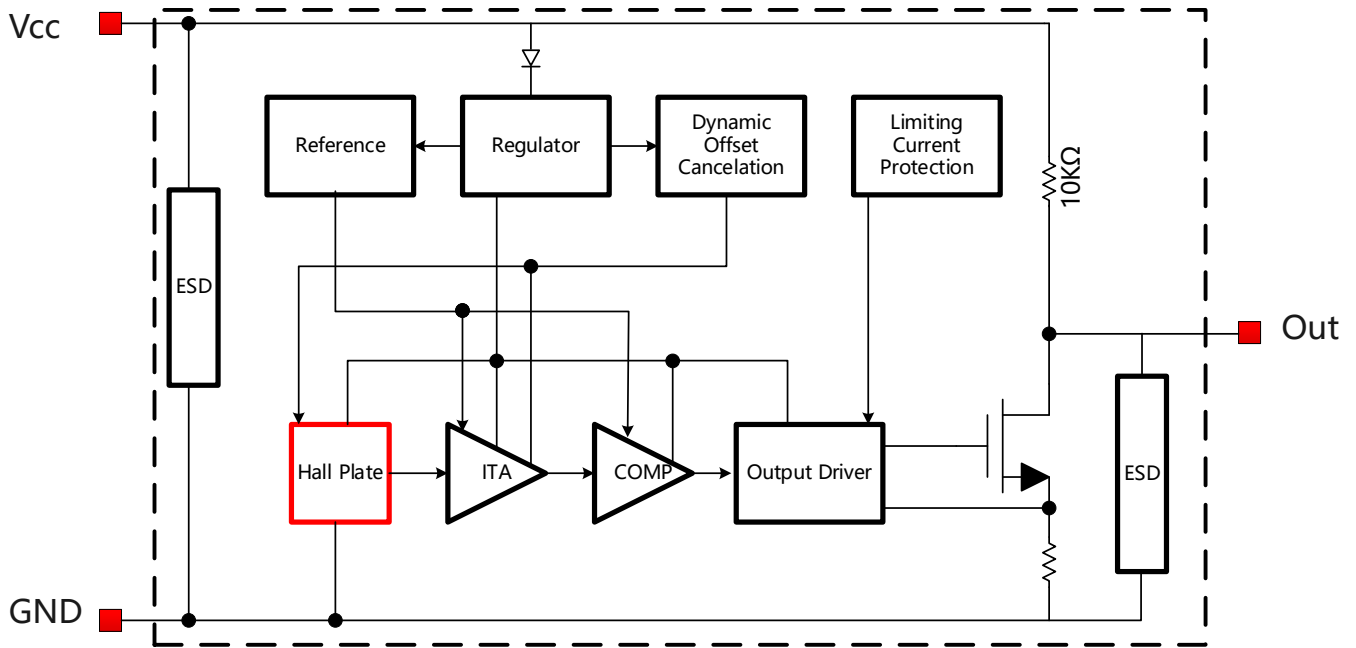 Vcc
Reference
Regulator
Dynamic
Offset
Cancelation
Limiting
Current
Protection
10KΩ
ESD
Out
Hall Plate
ITA
COMP
Output Driver
ESD
GND